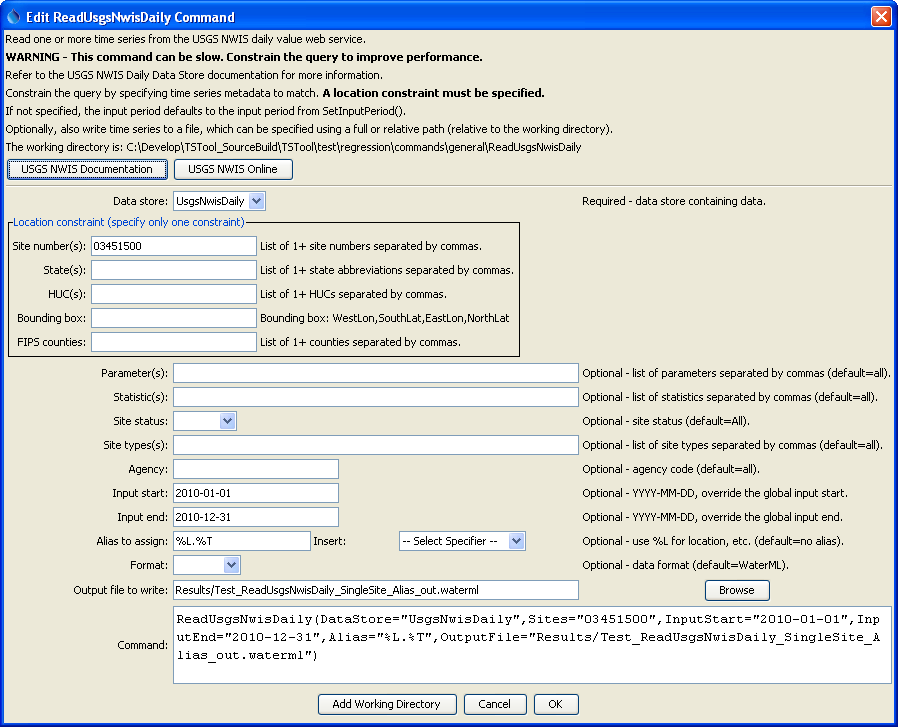 Edit ReadUsgsNwisDaily Command
Read one or more time series from the USGS NWIS daily value web service.
WARNING - This command can be slow. Constrain the query to improve performance.
Refer to the USGS NWIS Daily Data Store documentation for more information.
Constrain the query by specifying time series metadata to match. A location constraint must be specified.
If not specified, the input period defaults to the input period from SetInputPeriod().
Optionally, also write time series to a file, which can be specified using a full or relative path (relative to the working directory).
The working directory is: C:\Develop\TSTool_SourceBuild\TSTool\test\regression\commands\general\ReadUsgsNwisDaily
USGS NWIS Documentation USGS NWIS Online
Data store: UsgsNwisDaily Required - data store containing data.
Location constraint (specify only one constraint)
Site number(s): 03451500 List of 1+ site numbers separated by commas.
State(s): List of 1+ state abbreviations separated by commas.
HUC(s): List of 1+ HUCs separated by commas.
Bounding box: Bounding box: WestLon,SouthLat,EastLon,NorthLat
FIPS counties: List of 1+ counties separated by commas.
Parameter(s): Optional - list of parameters separated by commas (default=all).
Statistic(s): Optional - list of statistics separated by commas (default=all).
Site status: Optional - site status (default=All).
Site types(s): Optional - list of site types separated by commas (default=all).
Agency: Optional - agency code (default=all).
Input start: 2010-01-01 Optional - YYYY-MM-DD, override the global input start.
Input end: 2010-12-31 Optional - YYYY-MM-DD, override the global input end.
Alias to assign: %L.%T Insert: -- Select Specifier -- Optional - use %L for location, etc. (default=no alias).
Format: Optional - data format (default=WaterML).
Output file to write: Results/Test_ReadUsgsNwisDaily_SingleSite_Alias_out.waterml Browse
ReadUsgsNwisDaily(DataStore="UsgsNwisDaily",Sites="03451500",InputStart="2010-01-01",Inp
Command: utEnd="2010-12-31",Alias="%L.%T",OutputFile="Results/Test_ReadUsgsNwisDaily_SingleSite_A
lias_out.waterml")
Add Working Directory Cancel OK